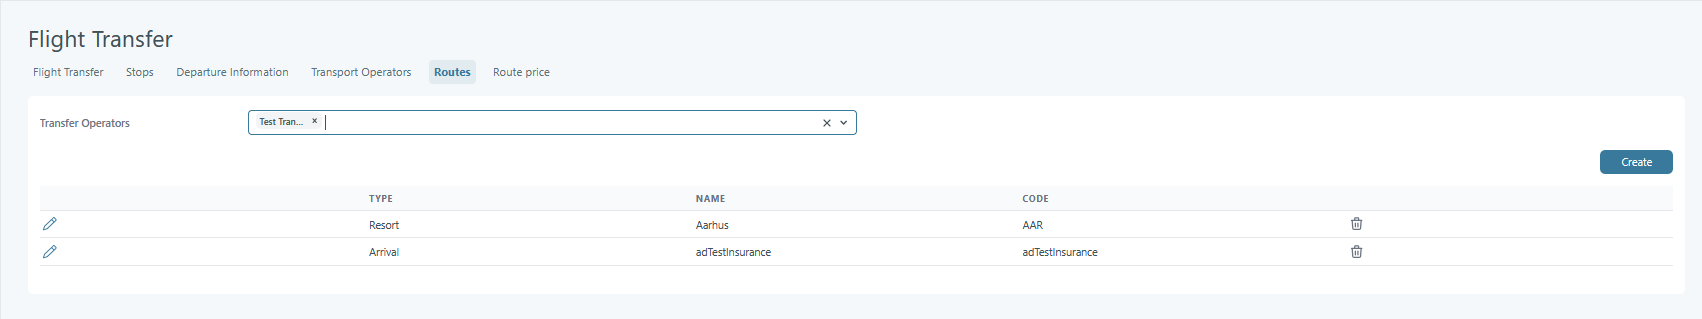 Flight Transfer
Flight Transfer Stops Departure Information Transport Operators Routes Route price
Transfer Operators Test Tran...
Create
TYPE NAME CODE
Resort Aarhus AAR
Arrival adTestInsurance adTestInsurance